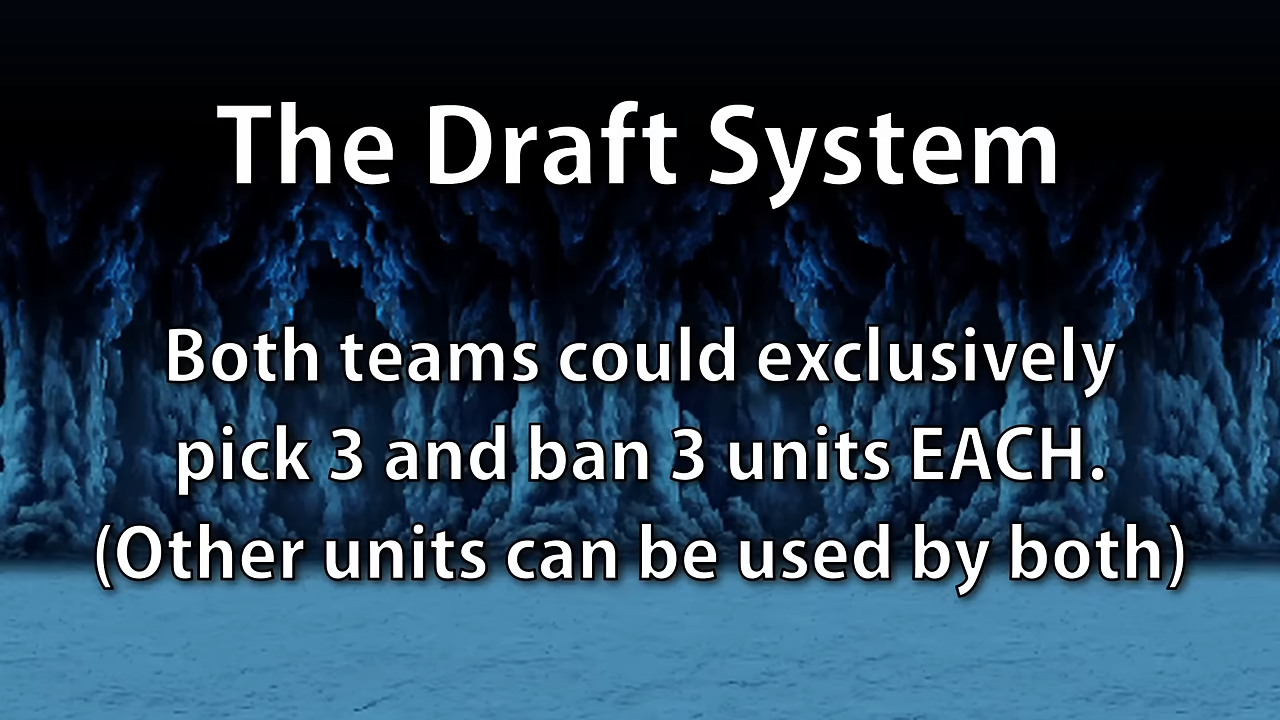 The Draft System
Both teams could exclusively
pick 3 and ban 3 units EACH.
(Other units can be used by both)